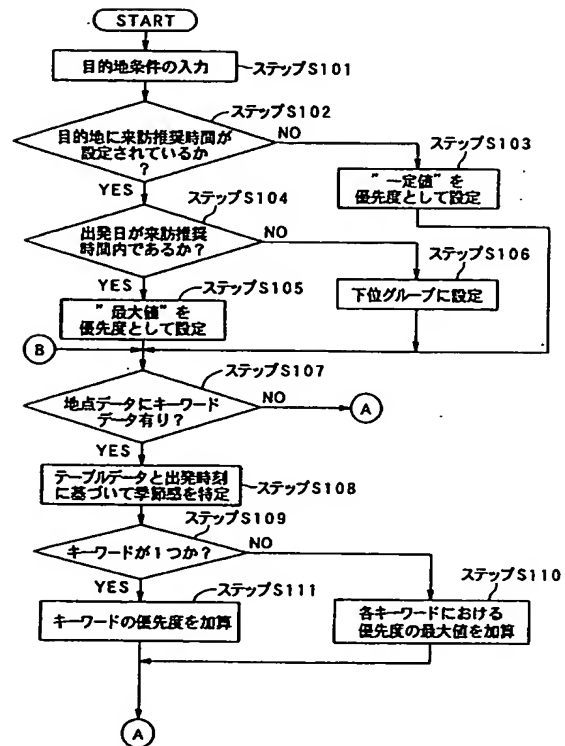 START
目的地条件の入力
ステップS101
ステップS102
目的地に来訪推奨時間が
設定されているか
？
NO
YES
ステップS103
"一定値"を
優先度として設定
ステップS104
出発日が来訪推奨
時間内であるか？
NO
YES
ステップS106
下位グループに設定
ステップS105
"最大値"を
優先度として設定
B
ステップS107
地点データにキーワード
データ有り？
NO
A
YES
テーブルデータと出発時刻
に基づいて季節感を特定
ステップS108
ステップS109
キーワードが1つか？
NO
YES
ステップS111
キーワードの優先度を加算
ステップS110
各キーワードにおける
優先度の最大値を加算
A